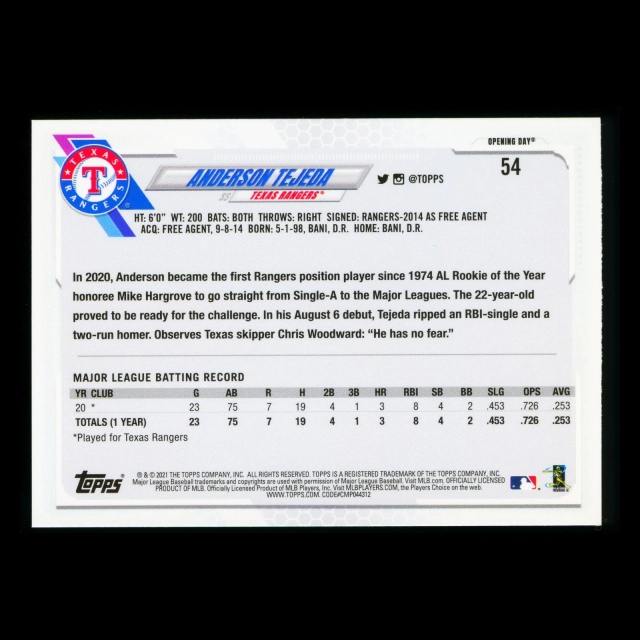 OPENING DAY®
54
TEXAS RANGERS
T
ANDERSON TEJEDA
SS TEXAS RANGERS®
@TOPPS
HT: 6'0" WT: 200 BATS: BOTH THROWS: RIGHT SIGNED: RANGERS-2014 AS FREE AGENT
ACQ: FREE AGENT, 9-8-14 BORN: 5-1-98, BANI, D.R. HOME: BANI, D.R.
In 2020, Anderson became the first Rangers position player since 1974 AL Rookie of the Year
honoree Mike Hargrove to go straight from Single-A to the Major Leagues. The 22-year-old
proved to be ready for the challenge. In his August 6 debut, Tejeda ripped an RBI-single and a
two-run homer. Observes Texas skipper Chris Woodward: “He has no fear.”
MAJOR LEAGUE BATTING RECORD
YR CLUB G AB R H 2B 3B HR RBI SB BB SLG OPS AVG
20 * 23 75 7 19 4 1 3 8 4 2 .453 .726 .253
TOTALS (1 YEAR) 23 75 7 19 4 1 3 8 4 2 .453 .726 .253
*Played for Texas Rangers
Topps®
® & © 2021 THE TOPPS COMPANY, INC. ALL RIGHTS RESERVED. TOPPS IS A REGISTERED TRADEMARK OF THE TOPPS COMPANY, INC.
Major League Baseball trademarks and copyrights are used with permission of Major League Baseball. Visit MLB.com. OFFICIALLY LICENSED
PRODUCT OF MLB. Officially Licensed Product of MLB Players, Inc. Visit MLBPLAYERS.COM, the Players Choice on the web.
WWW.TOPPS.COM. CODE#CMP044312